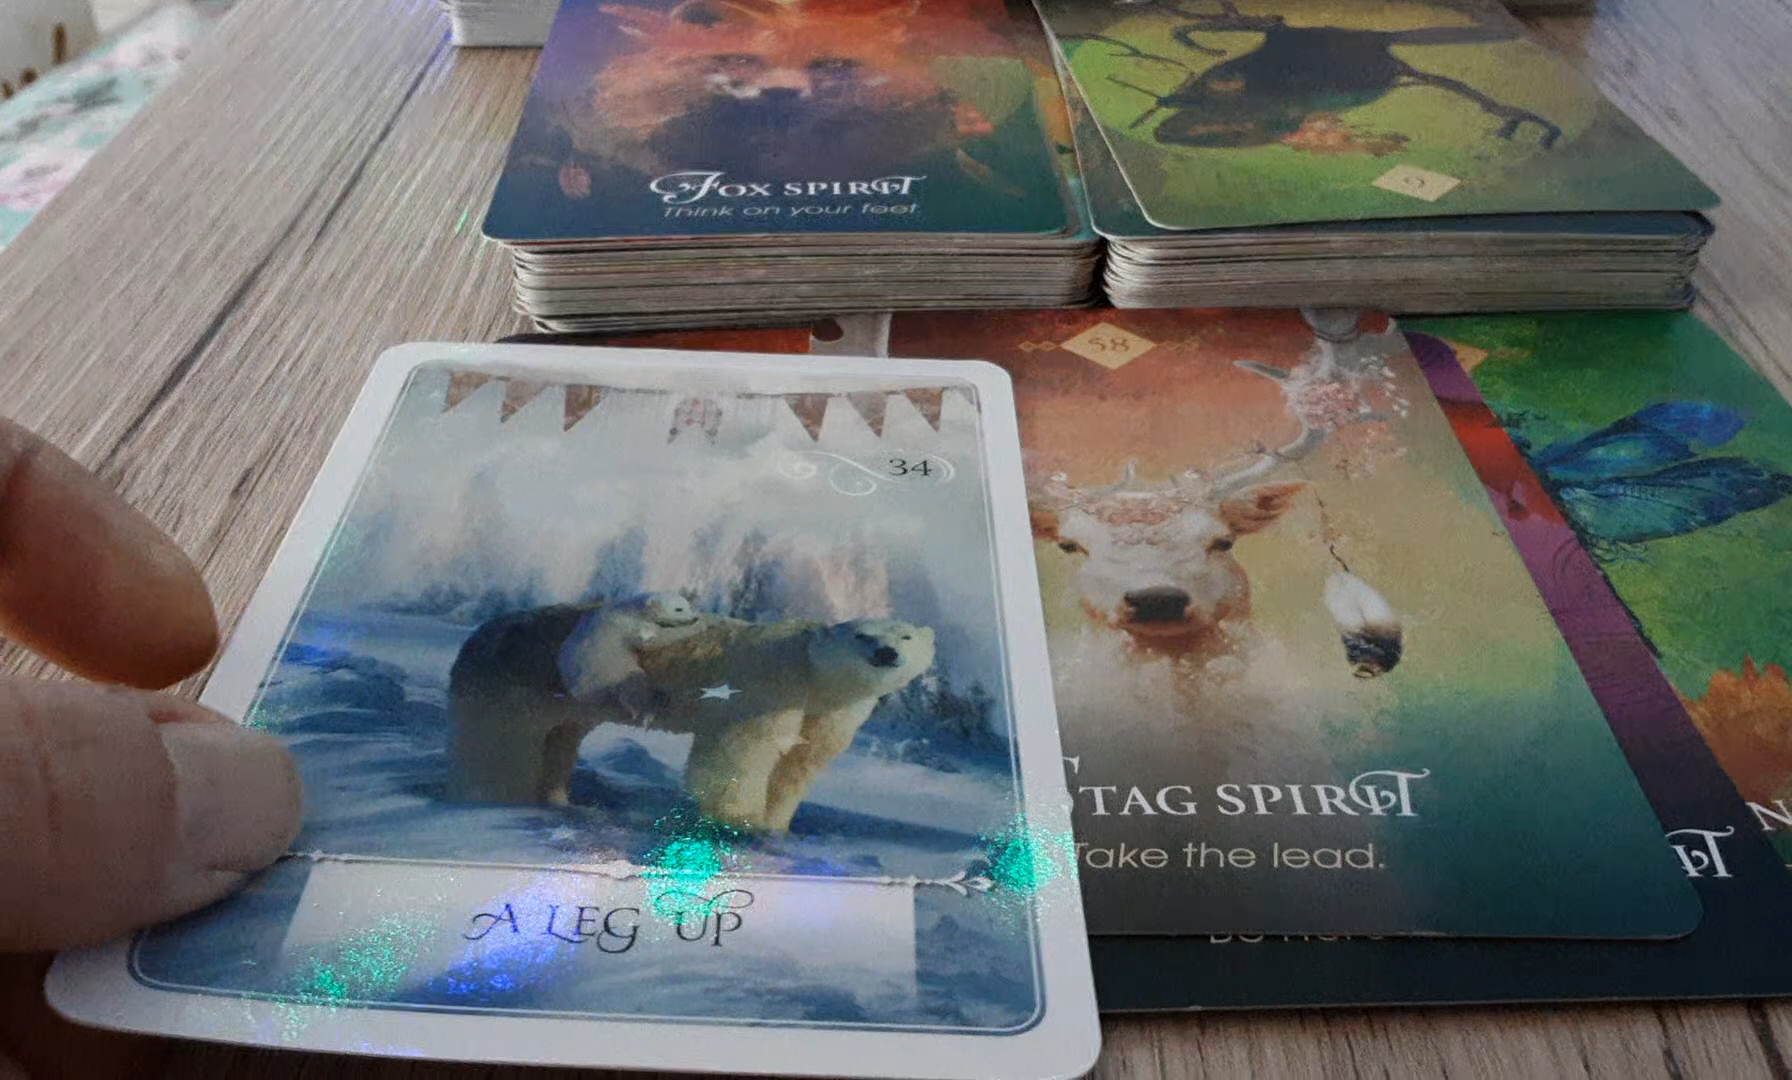 Fox Spirit
Think on your feet
9
34
A Leg Up
58
Stag Spirit
Take the lead.